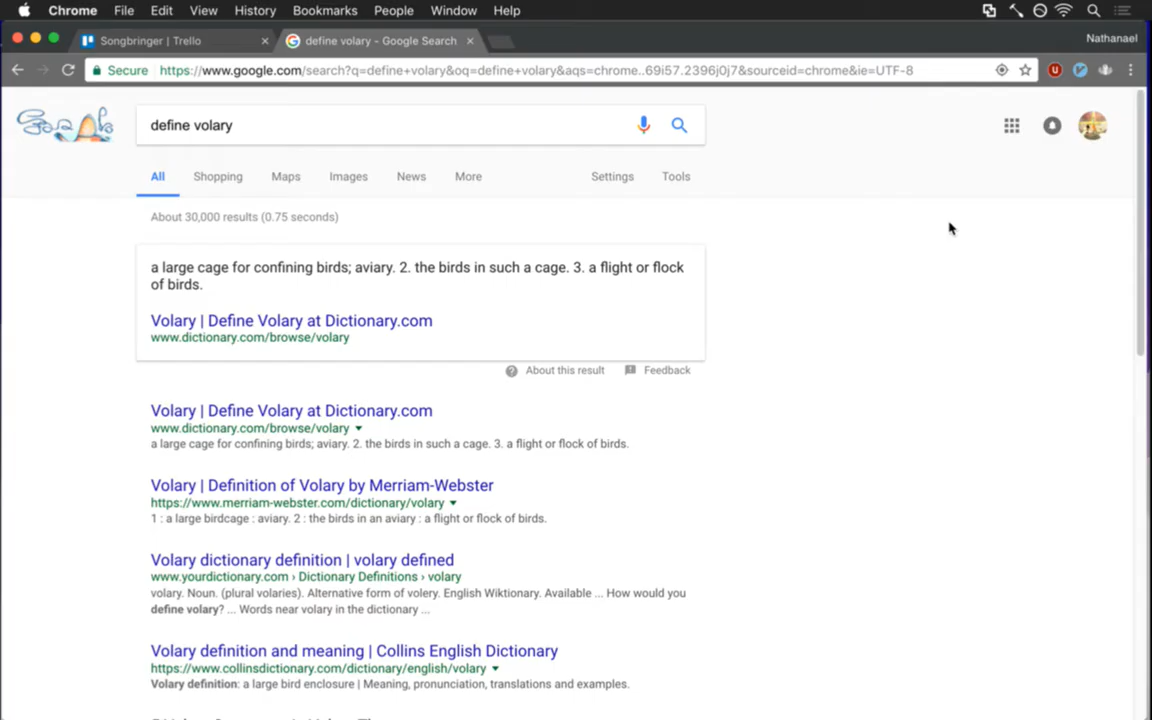 Chrome File Edit View History Bookmarks People Window Help
Songbringer | Trello
define volary - Google Search
Nathanael
Secure https://www.google.com/search?q=define+volary&oq=define+volary&aqs=chrome..69i57.2396j0j7&sourceid=chrome&ie=UTF-8
define volary
All Shopping Maps Images News More Settings Tools
About 30,000 results (0.75 seconds)
a large cage for confining birds; aviary. 2. the birds in such a cage. 3. a flight or flock
of birds.
Volary | Define Volary at Dictionary.com
www.dictionary.com/browse/volary
About this result Feedback
Volary | Define Volary at Dictionary.com
www.dictionary.com/browse/volary
a large cage for confining birds; aviary. 2. the birds in such a cage. 3. a flight or flock of birds.
Volary | Definition of Volary by Merriam-Webster
https://www.merriam-webster.com/dictionary/volary
1 : a large birdcage : aviary. 2 : the birds in an aviary : a flight or flock of birds.
Volary dictionary definition | volary defined
www.yourdictionary.com › Dictionary Definitions › volary
volary. Noun. (plural volaries). Alternative form of volery. English Wiktionary. Available ... How would you
define volary? ... Words near volary in the dictionary ...
Volary definition and meaning | Collins English Dictionary
https://www.collinsdictionary.com/dictionary/english/volary
Volary definition: a large bird enclosure | Meaning, pronunciation, translations and examples.